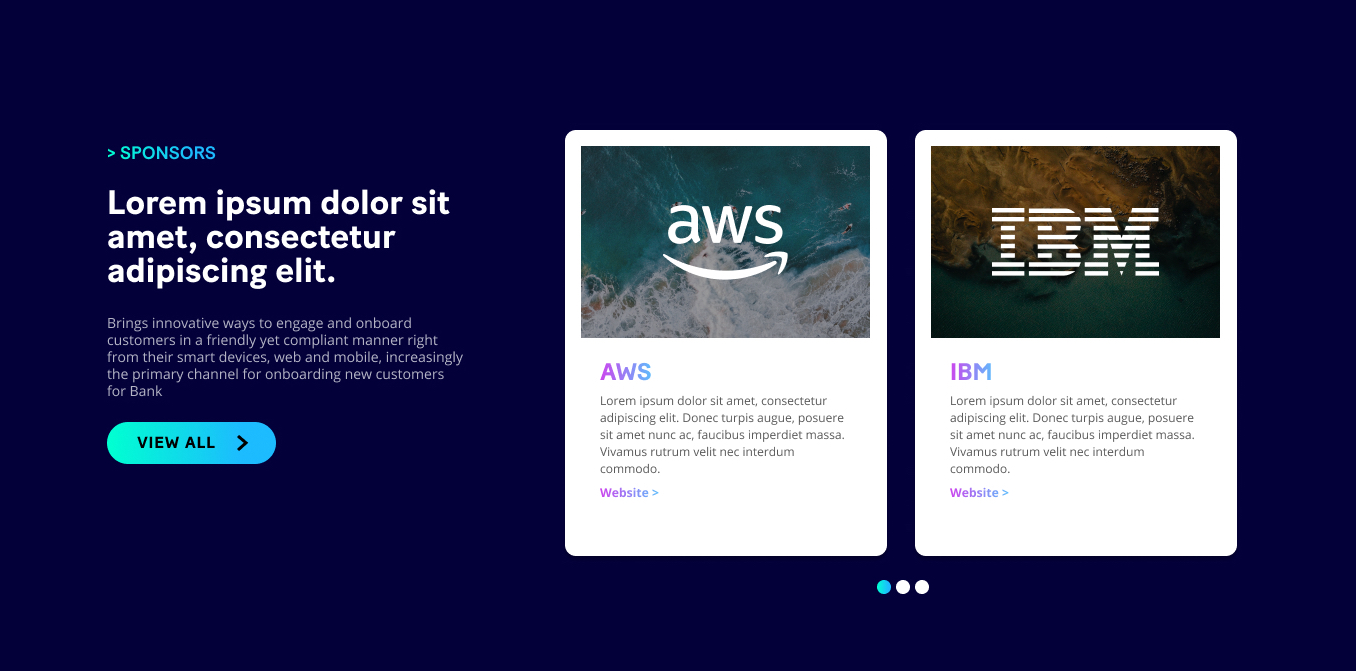 > SPONSORS
Lorem ipsum dolor sit
amet, consectetur
adipiscing elit.
Brings innovative ways to engage and onboard
customers in a friendly yet compliant manner right
from their smart devices, web and mobile, increasingly
the primary channel for onboarding new customers
for Bank
VIEW ALL
aws
AWS
Lorem ipsum dolor sit amet, consectetur
adipiscing elit. Donec turpis augue, posuere
sit amet nunc ac, faucibus imperdiet massa.
Vivamus rutrum velit nec interdum
commodo.
Website >
IBM
IBM
Lorem ipsum dolor sit amet, consectetur
adipiscing elit. Donec turpis augue, posuere
sit amet nunc ac, faucibus imperdiet massa.
Vivamus rutrum velit nec interdum
commodo.
Website >